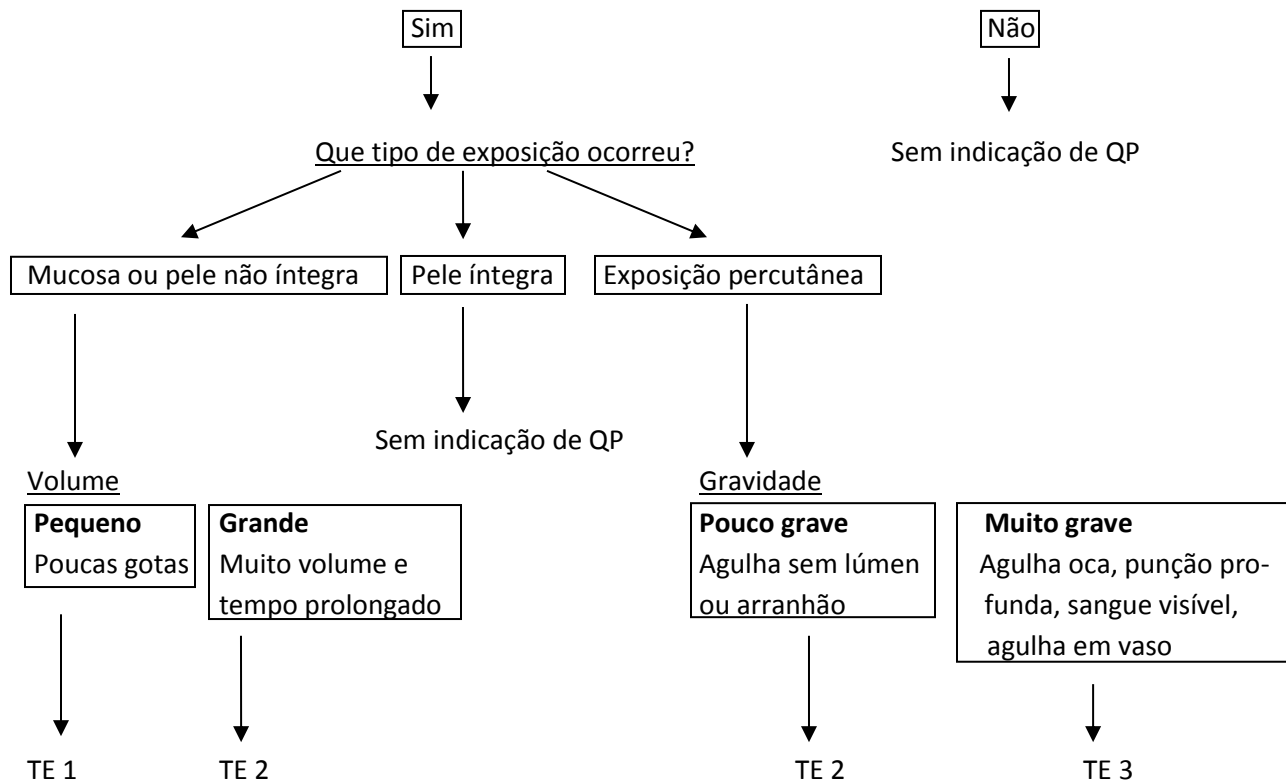 Sim
Não
Que tipo de exposição ocorreu?
Sem indicação de QP
Mucosa ou pele não íntegra
Pele íntegra
Exposição percutânea
Sem indicação de QP
Volume
Pequeno
Poucas gotas
Grande
Muito volume e
tempo prolongado
Gravidade
Pouco grave
Agulha sem lúmen
ou arranhão
Muito grave
Agulha oca, punção pro-
funda, sangue visível,
agulha em vaso
TE 1
TE 2
TE 2
TE 3